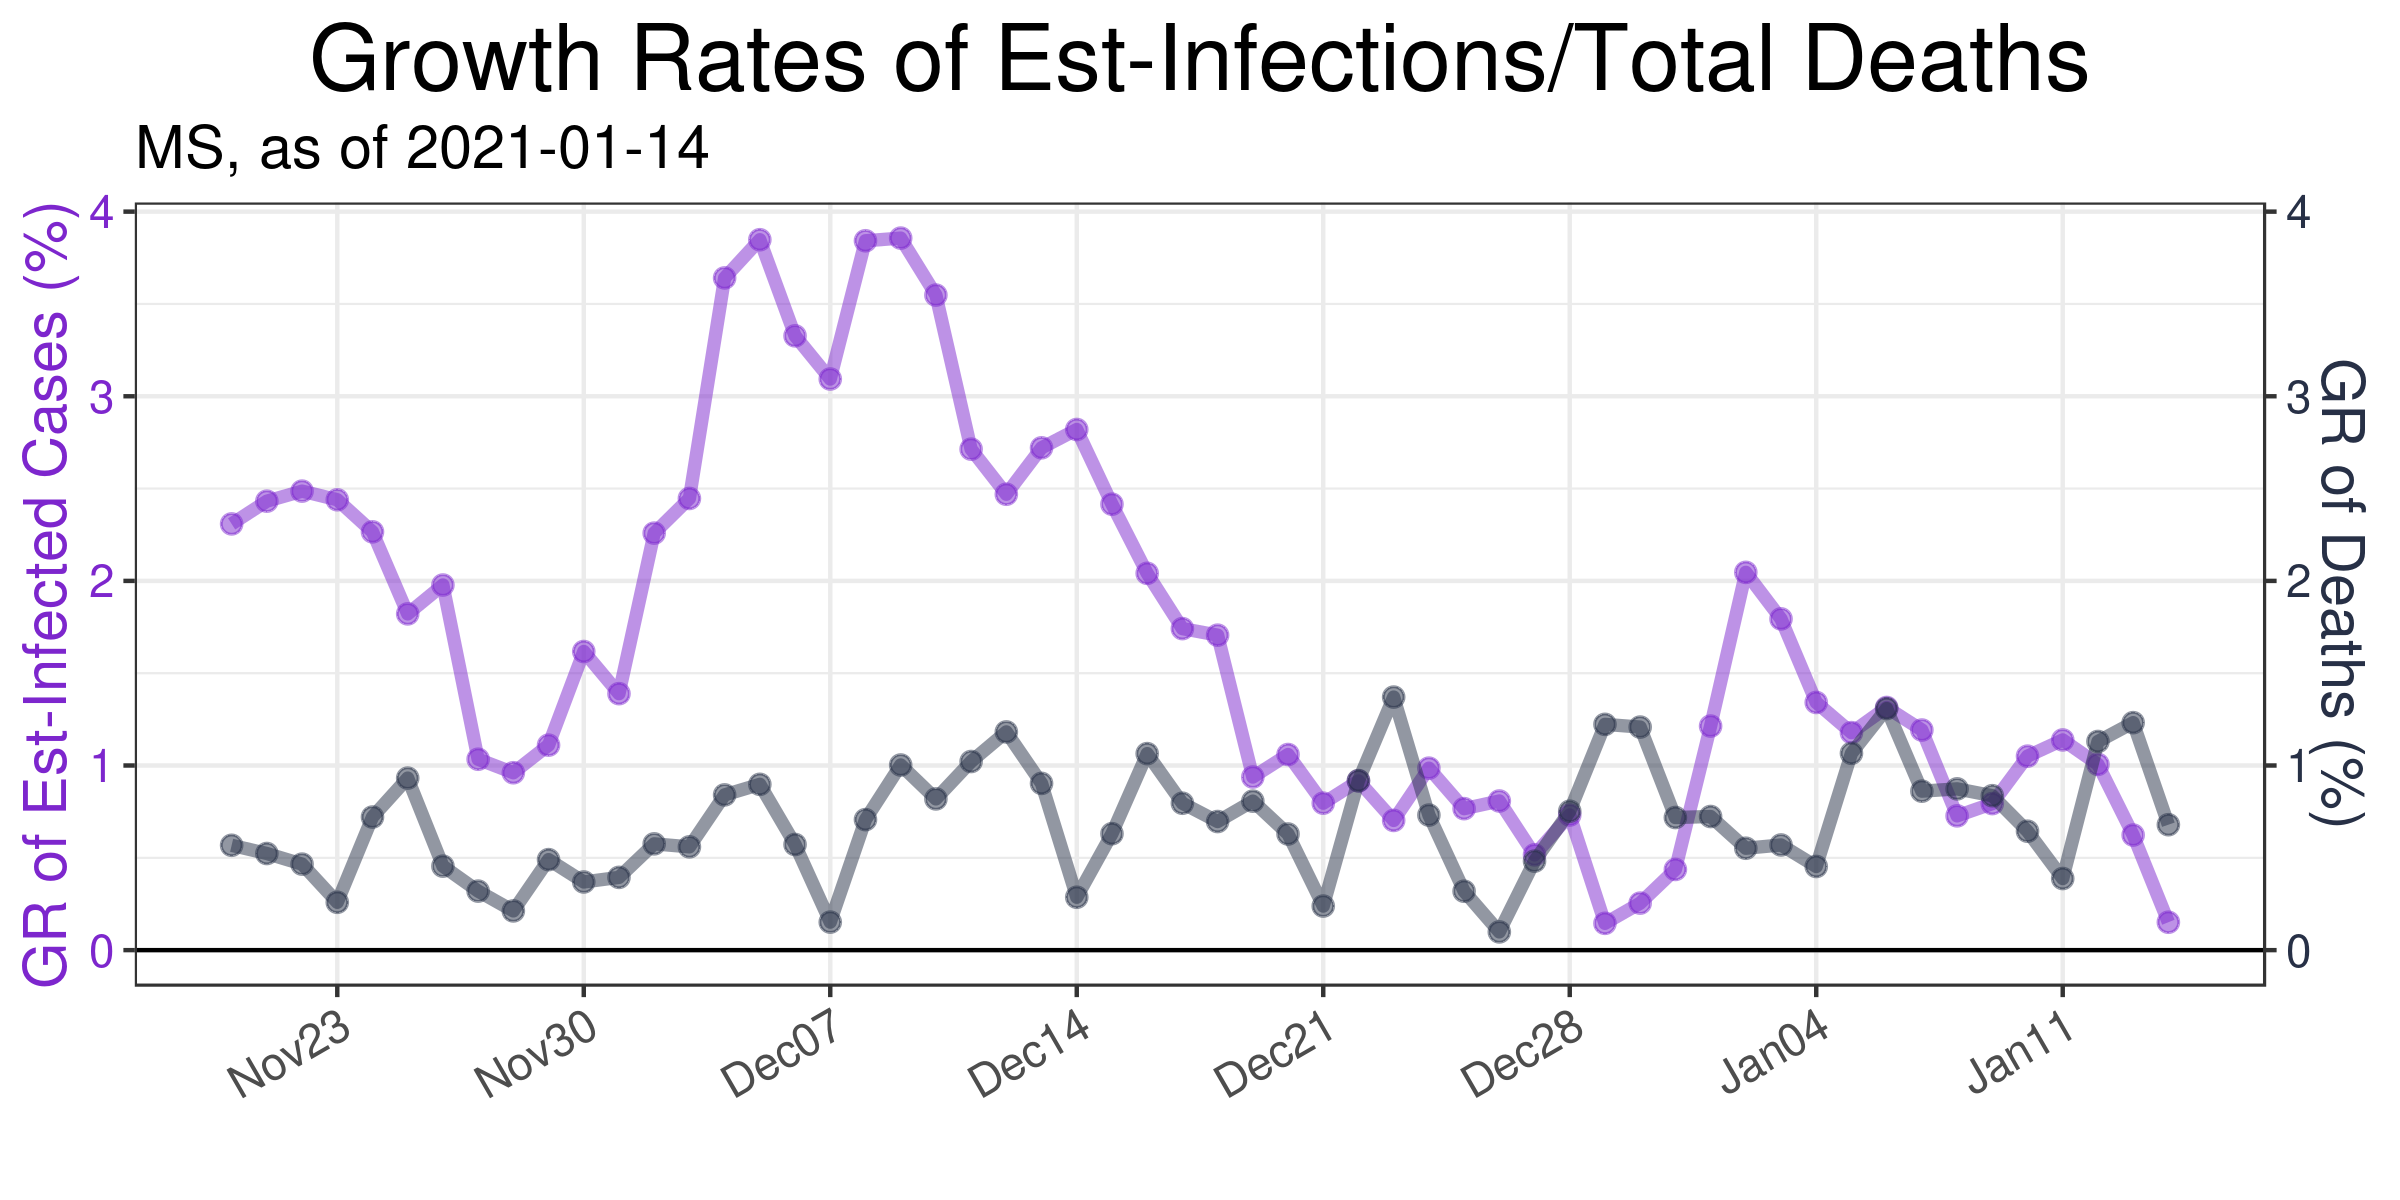 Growth Rates of Est-Infections/Total Deaths
MS, as of 2021-01-14
GR of Est-Infected Cases (%)
4
3
2
1
0
4
3
2
1
0
GR of Deaths (%)
Nov23
Nov30
Dec07
Dec14
Dec21
Dec28
Jan04
Jan11